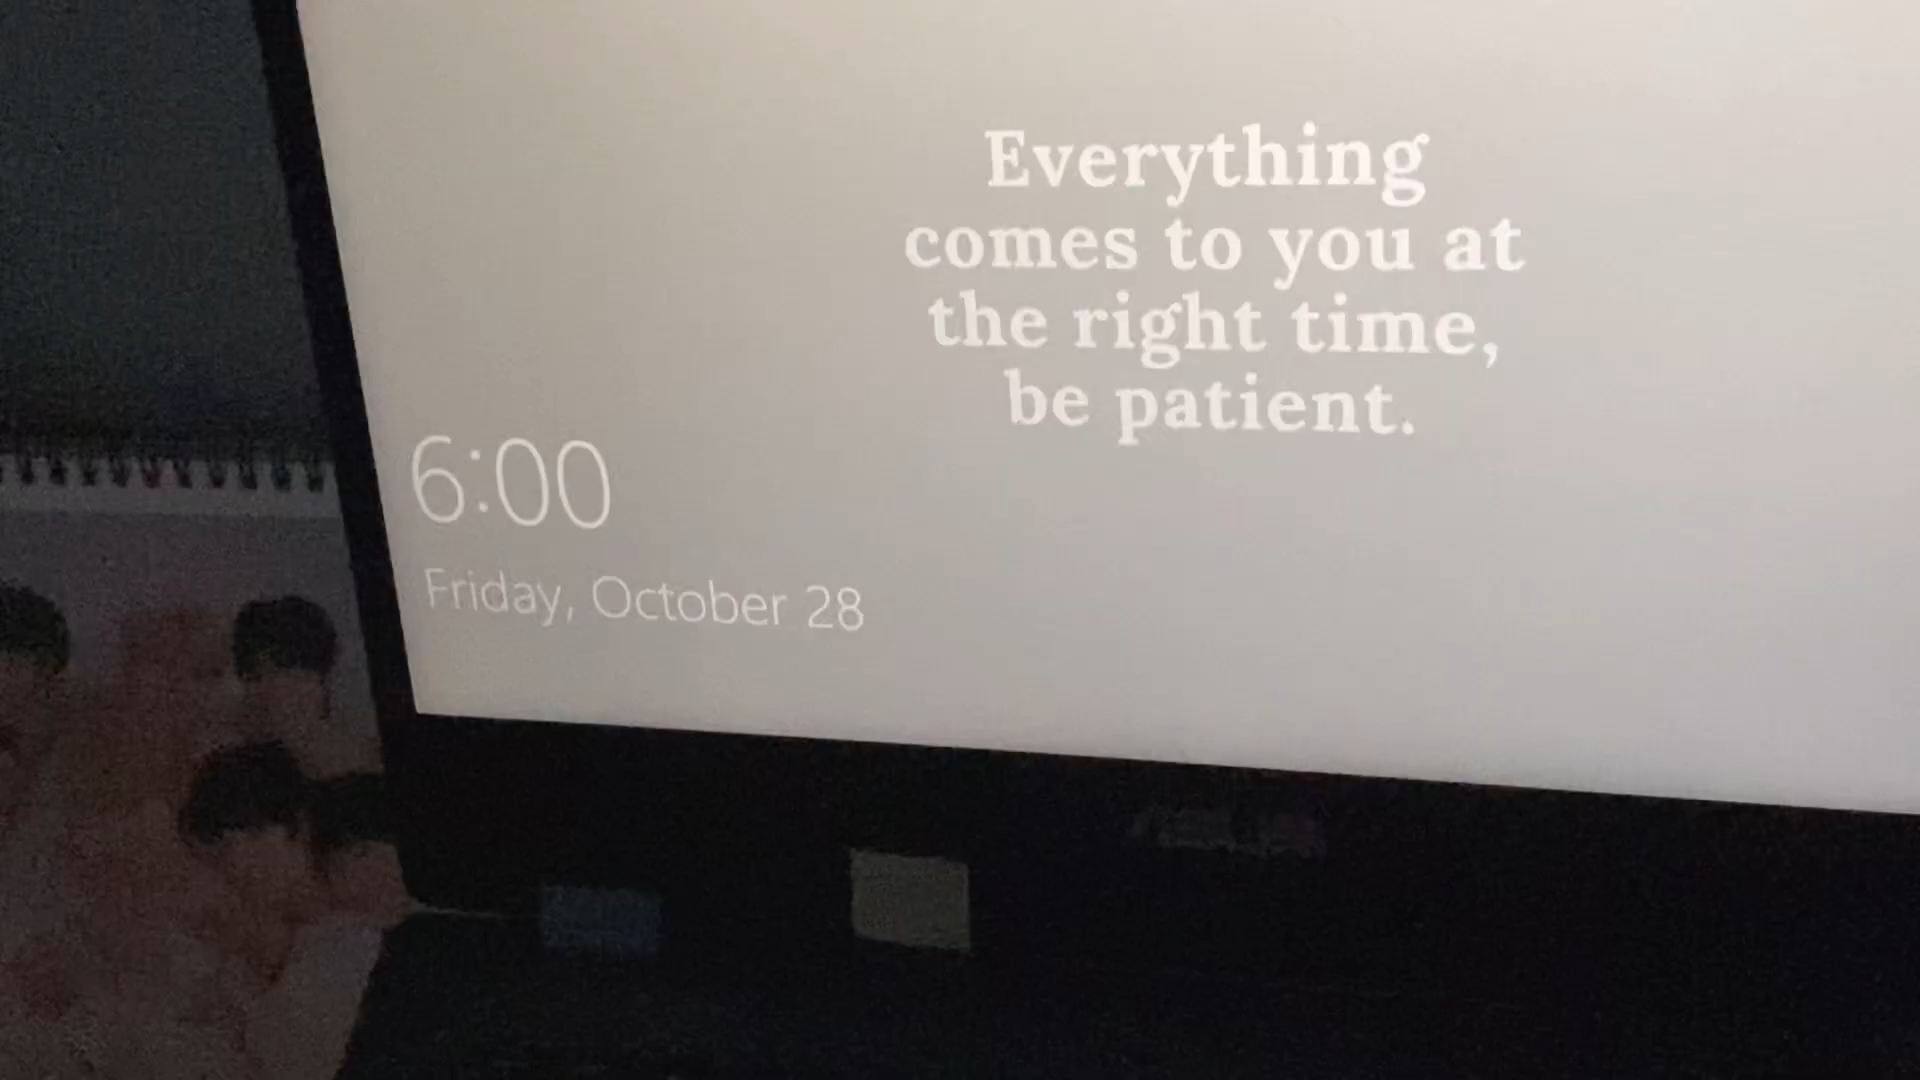 Everything
comes to you at
the right time,
be patient.
6:00
Friday, October 28